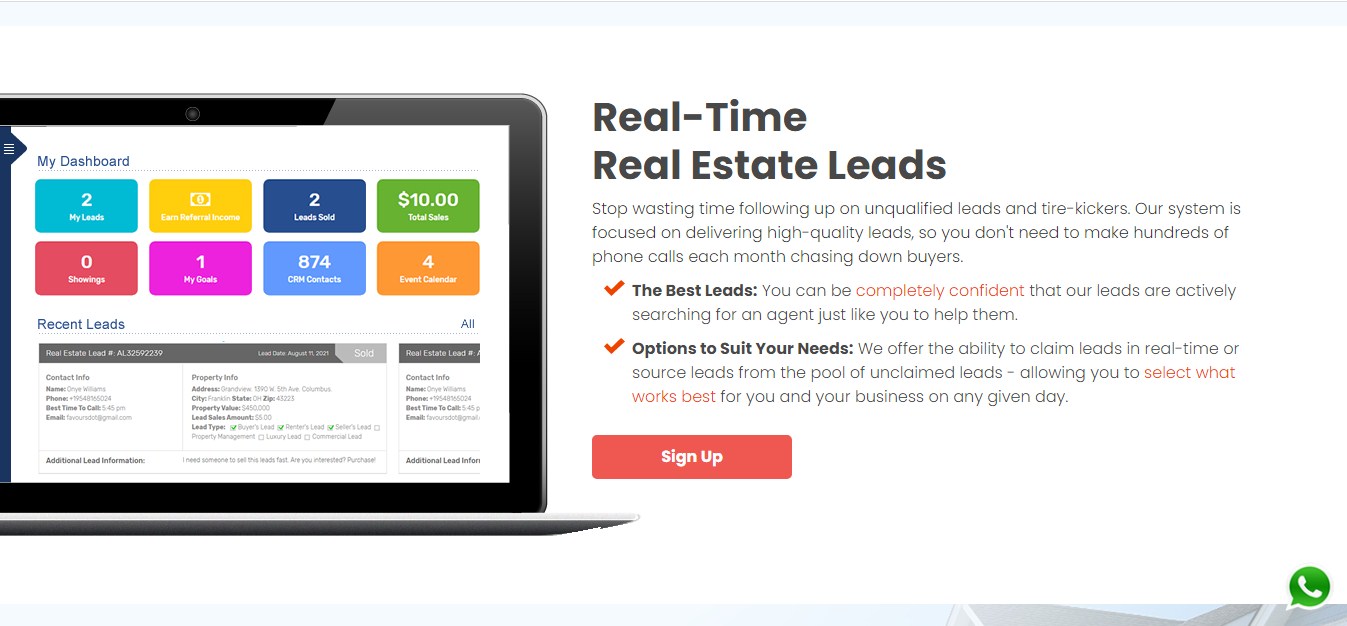 My Dashboard
2
My Leads
Earn Referral Income
2
Leads Sold
$10.00
Total Sales
0
Showings
1
My Goals
874
CRM Contacts
4
Event Calendar
Recent Leads
All
Real Estate Lead #: AL32592239
Lead Date: August 11, 2021
Sold
Contact Info
Name: Onye Williams
Phone: +19548165024
Best Time To Call: 5:45 pm
Email: favoursdot@gmail.com
Property Info
Address: Grandview, 1390 W. 5th Ave, Columbus,
City: Franklin State: OH Zip: 43223
Property Value: $450,000
Lead Sales Amount: $5.00
Lead Type: Buyer's Lead Renter's Lead Seller's Lead
Property Management Luxury Lead Commercial Lead
Additional Lead Information:
I need someone to sell this leads fast. Are you interested? Purchase!
Real Estate Lead #: A
Contact Info
Name: Onye Williams
Phone: +19548165024
Best Time To Call: 5:45 p
Email: favoursdot@gmail.
Additional Lead Infor
Real-Time
Real Estate Leads
Stop wasting time following up on unqualified leads and tire-kickers. Our system is
focused on delivering high-quality leads, so you don't need to make hundreds of
phone calls each month chasing down buyers.
The Best Leads: You can be completely confident that our leads are actively
searching for an agent just like you to help them.
Options to Suit Your Needs: We offer the ability to claim leads in real-time or
source leads from the pool of unclaimed leads - allowing you to select what
works best for you and your business on any given day.
Sign Up